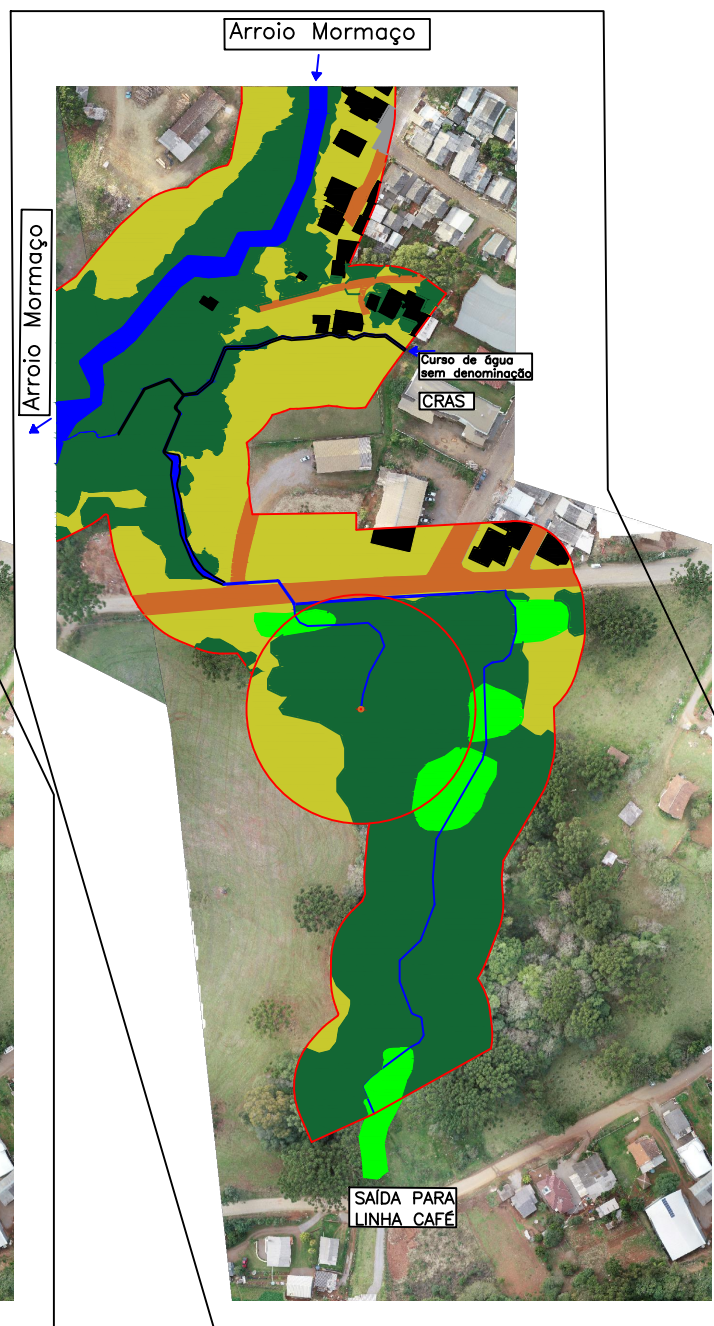 Arroio Mormaço
Arroio Mormaço
Curso de água
sem denominação
CRAS
SAÍDA PARA
LINHA CAFÉ